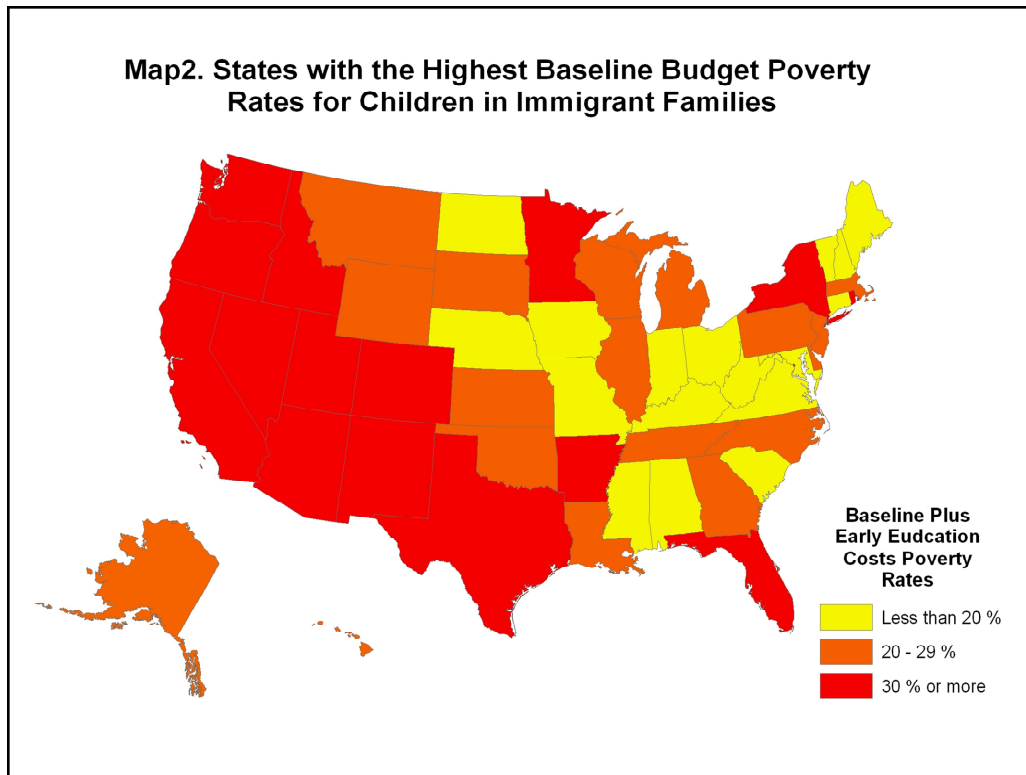 Map2. States with the Highest Baseline Budget Poverty
Rates for Children in Immigrant Families
Baseline Plus
Early Eudcation
Costs Poverty
Rates
Less than 20 %
20 - 29 %
30 % or more